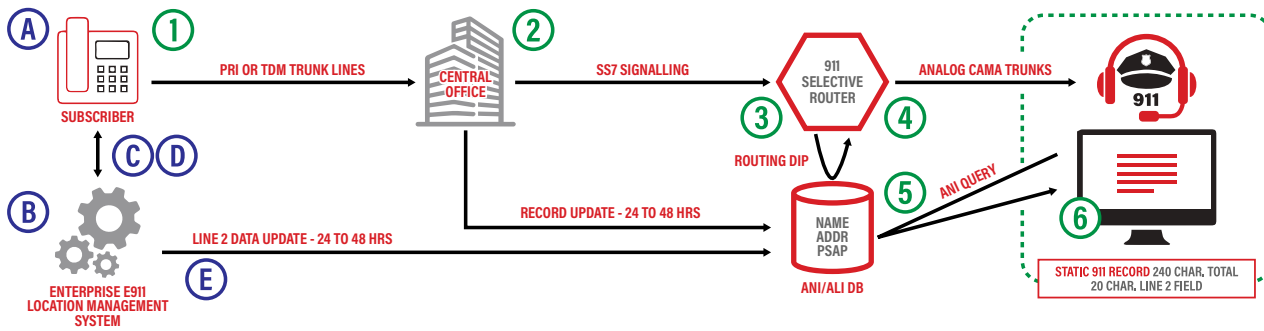 A
1
SUBSCRIBER
PRI OR TDM TRUNK LINES
2
CENTRAL
OFFICE
SS7 SIGNALLING
911
SELECTIVE
ROUTER
3
4
ANALOG CAMA TRUNKS
911
C D
ROUTING DIP
B
ENTERPRISE E911
LOCATION MANAGEMENT
SYSTEM
RECORD UPDATE - 24 TO 48 HRS
LINE 2 DATA UPDATE - 24 TO 48 HRS
E
NAME
ADDR
PSAP
ANI/ALI DB
5
ANI QUERY
6
STATIC 911 RECORD 240 CHAR. TOTAL
20 CHAR. LINE 2 FIELD